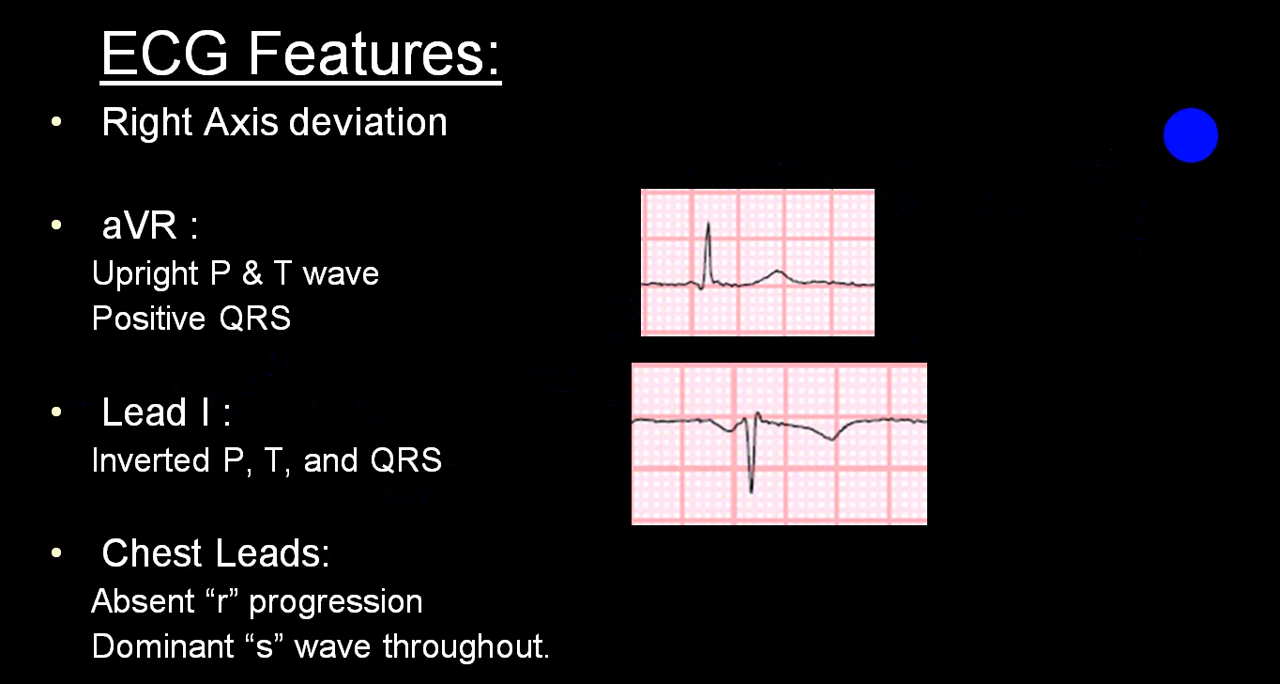 ECG Features:
• Right Axis deviation
• aVR :
Upright P & T wave
Positive QRS
• Lead I :
Inverted P, T, and QRS
• Chest Leads:
Absent “r” progression
Dominant “s” wave throughout.